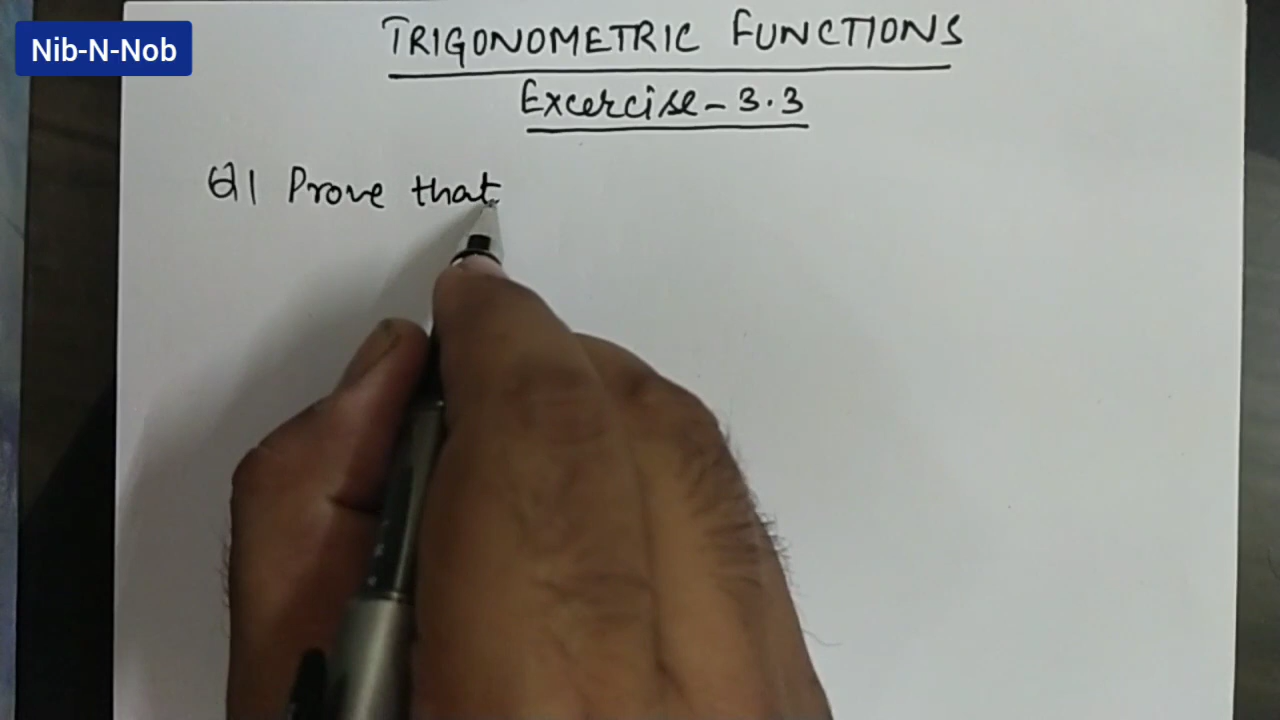 Nib-N-Nob
TRIGONOMETRIC FUNCTIONS
Excercise-3.3
Q1 Prove that